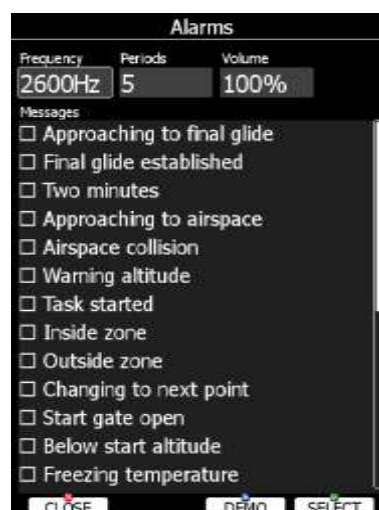 Alarms
Frequency Periods Volume
2600Hz 5 100%
Messages
Approaching to final glide
Final glide established
Two minutes
Approaching to airspace
Airspace collision
Warning altitude
Task started
Inside zone
Outside zone
Changing to next point
Start gate open
Below start altitude
Freezing temperature
CLOSE DEMO SELECT